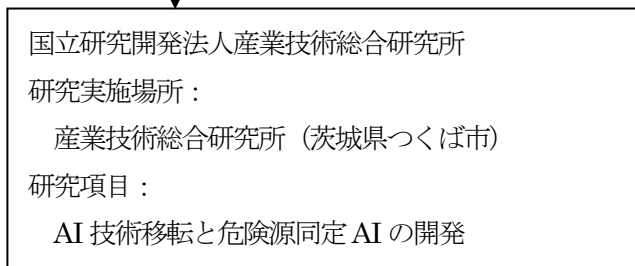 国立研究開発法人産業技術総合研究所
研究実施場所：
産業技術総合研究所（茨城県つくば市）
研究項目：
AI 技術移転と危険源同定 AI の開発